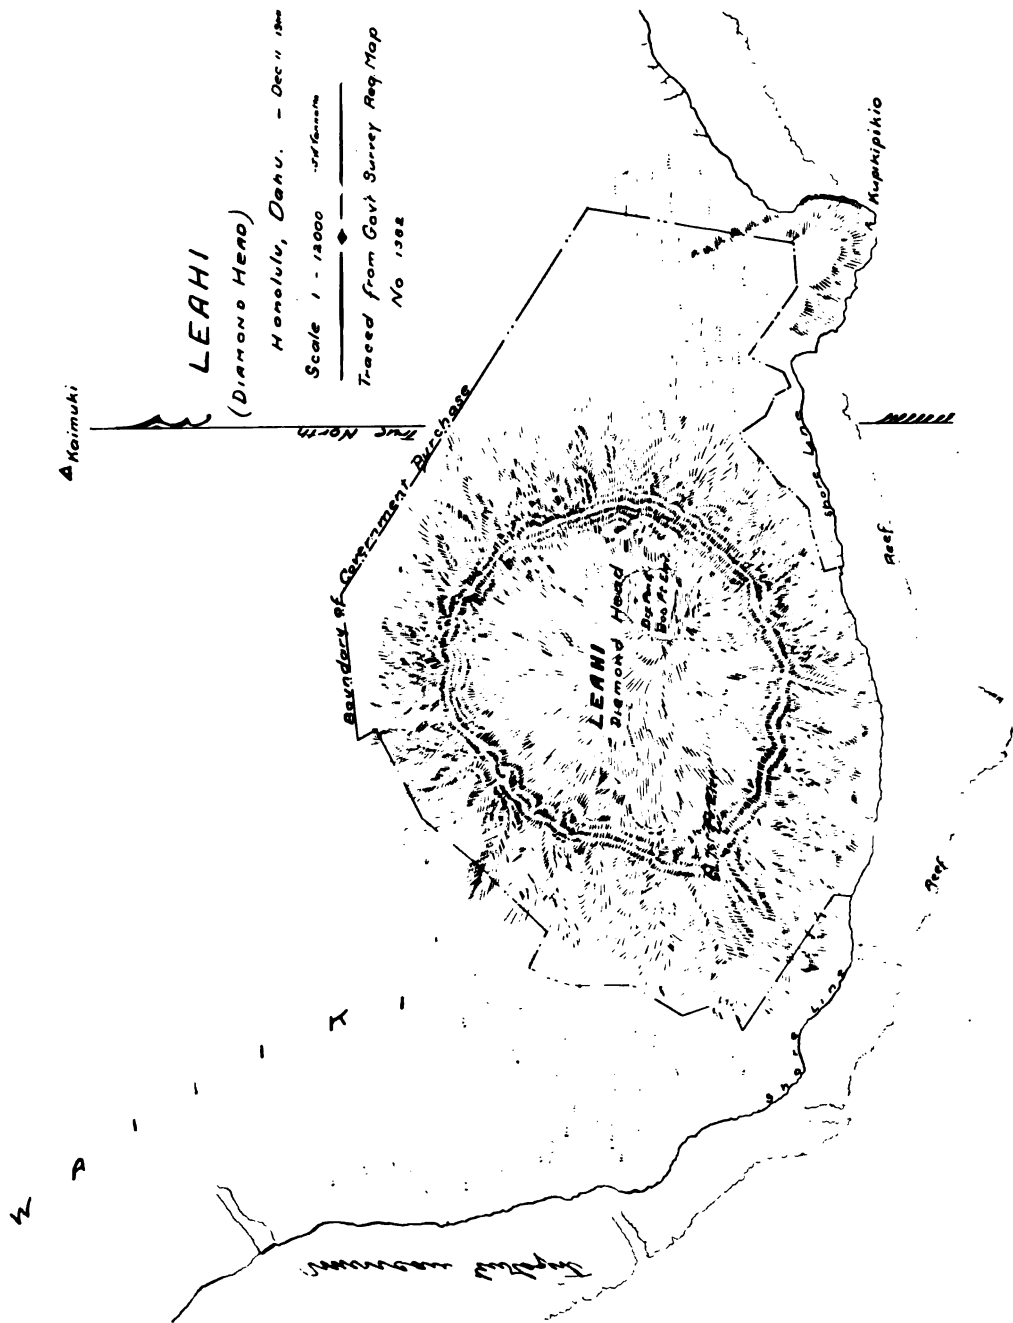 LEAHI
(DIAMOND HEAD)
Honolulu, Oahu. - Dec 11 1900
Scale 1 - 12000
Traced from Govt Survey Reg. Map
No 1382
Kaimuki
True North
Boundary of Government Purchase
LEAHI
Diamond Head
Kupikipikio
Shore Line
Reef.
Reef
Shore Line
W A I K I K I